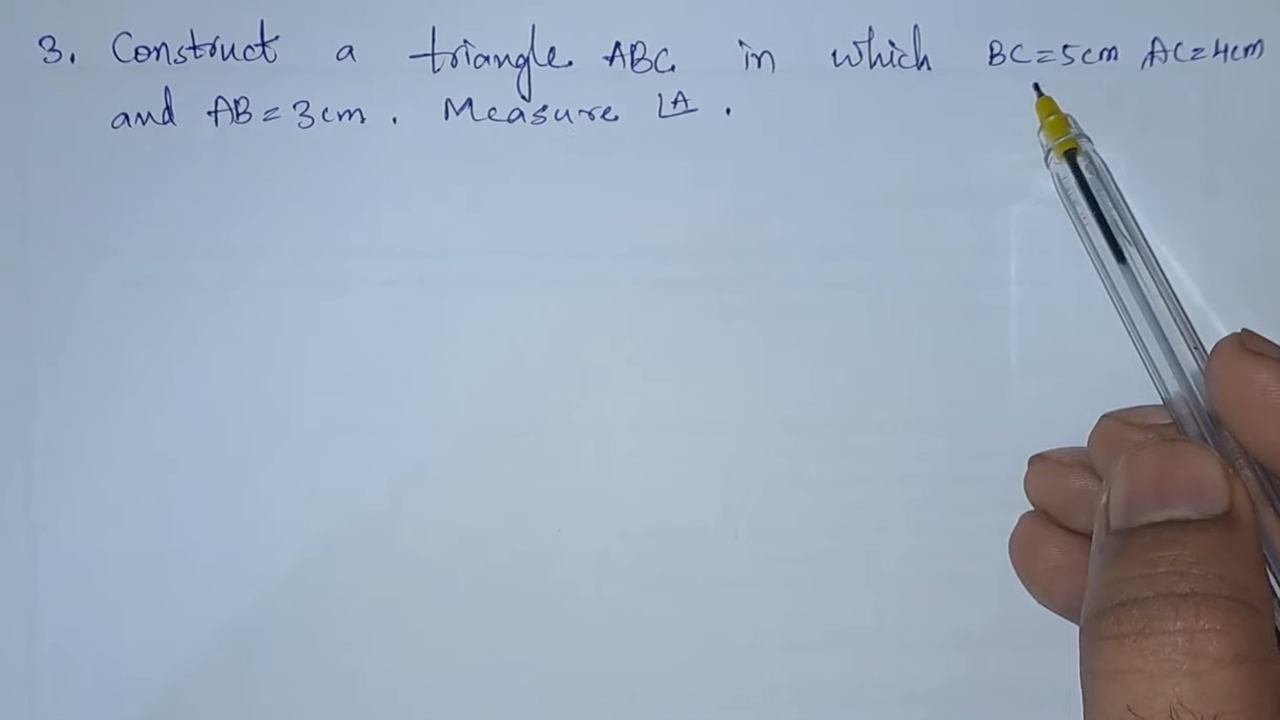 3. Construct a triangle ABC in which BC=5cm AC=4cm
and AB=3cm. Measure ∠A.